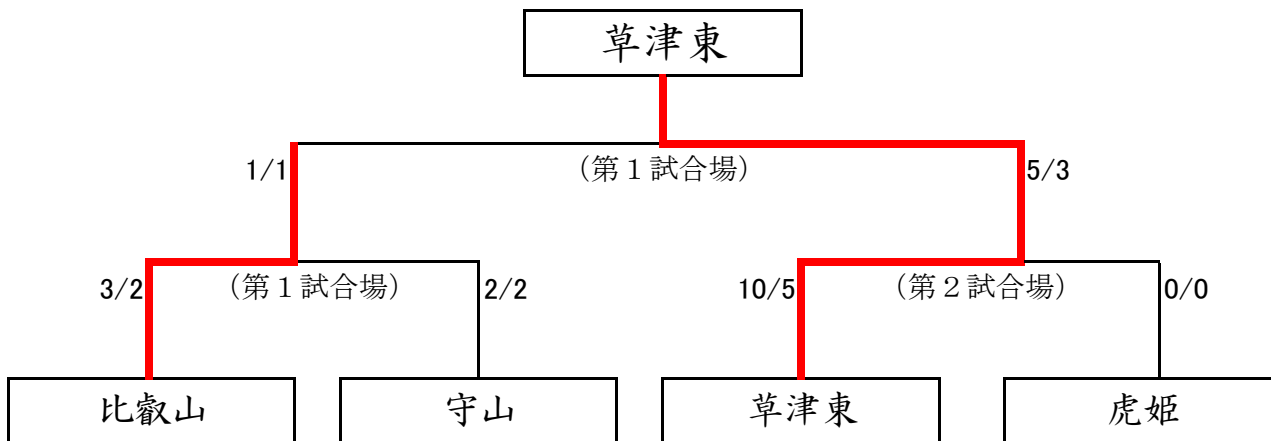 草津東
1/1 (第１試合場) 5/3
3/2 (第１試合場) 2/2 10/5 (第２試合場) 0/0
比叡山 守山 草津東 虎姫